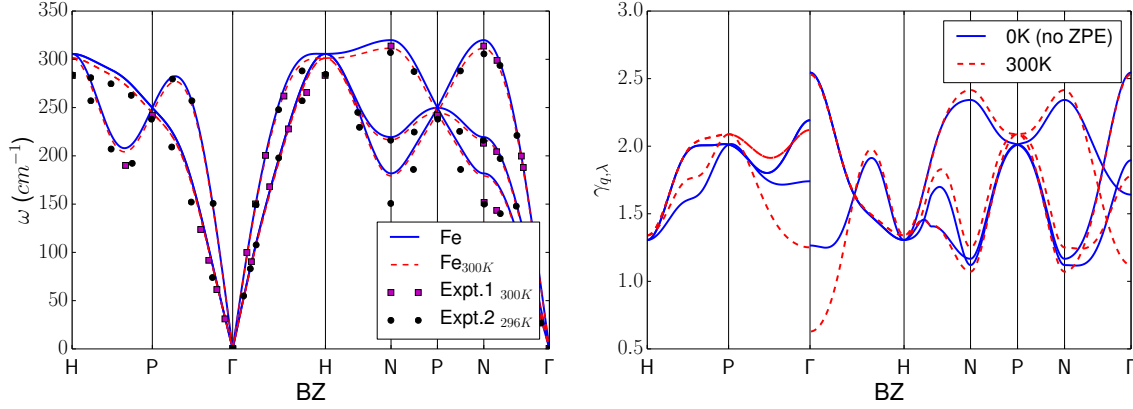 350
300
250
200
150
100
50
0
ω (cm⁻¹)
H P Γ H N P N Γ
BZ
Fe
Fe₃₀₀K
Expt.1 ₃₀₀K
Expt.2 ₂₉₆K
3.0
2.5
2.0
1.5
1.0
0.5
γq,λ
H P Γ H N P N Γ
BZ
0K (no ZPE)
300K